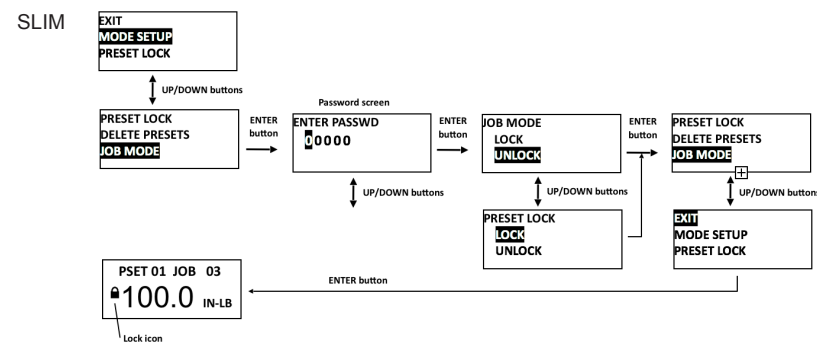 SLIM
EXIT
MODE SETUP
PRESET LOCK
UP/DOWN buttons
PRESET LOCK
DELETE PRESETS
JOB MODE
ENTER
button
Password screen
ENTER PASSWD
00000
UP/DOWN buttons
ENTER
button
JOB MODE
LOCK
UNLOCK
UP/DOWN buttons
PRESET LOCK
LOCK
UNLOCK
ENTER
button
PRESET LOCK
DELETE PRESETS
JOB MODE
UP/DOWN buttons
EXIT
MODE SETUP
PRESET LOCK
ENTER button
PSET 01 JOB 03
100.0 IN-LB
Lock icon